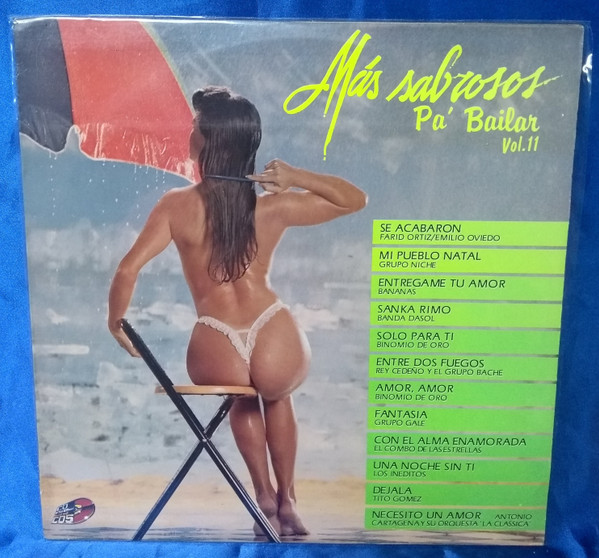 Más sabrosos
Pa' Bailar
Vol. 11
SE ACABARON
FARID ORTIZ/EMILIO OVIEDO
MI PUEBLO NATAL
GRUPO NICHE
ENTREGAME TU AMOR
BANANAS
SANKA RIMO
BANDA DASOL
SOLO PARA TI
BINOMIO DE ORO
ENTRE DOS FUEGOS
REY CEDEÑO Y EL GRUPO BACHE
AMOR, AMOR
BINOMIO DE ORO
FANTASIA
GRUPO GALE
CON EL ALMA ENAMORADA
EL COMBO DE LAS ESTRELLAS
UNA NOCHE SIN TI
LOS INEDITOS
DEJALA
TITO GOMEZ
NECESITO UN AMOR ANTONIO
CARTAGENA Y SU ORQUESTA LA CLASSICA